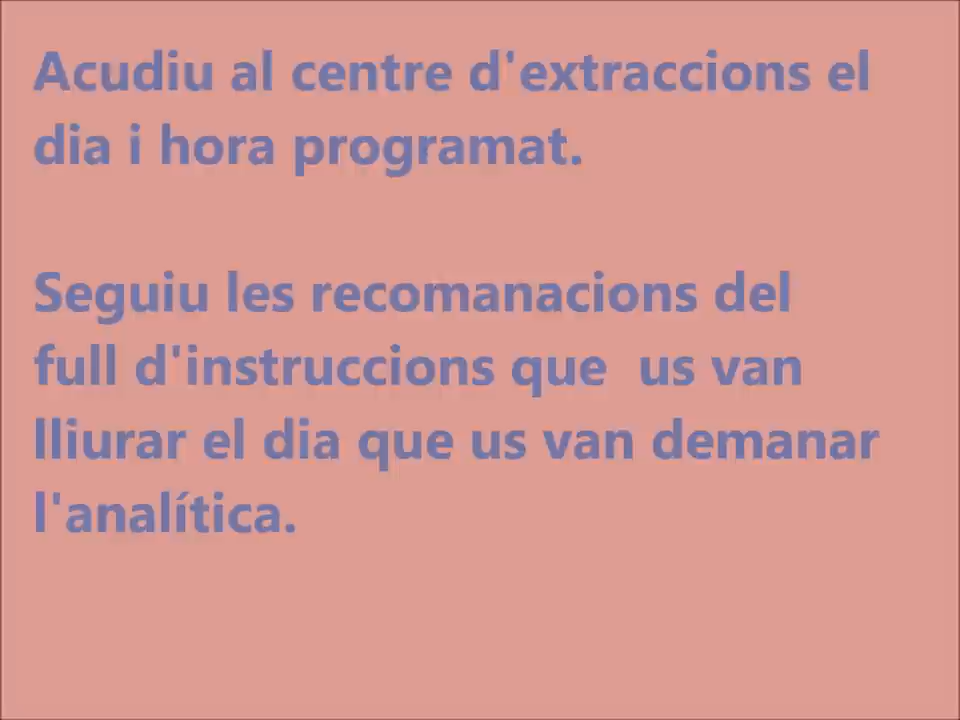 Acudiu al centre d'extraccions el
dia i hora programat.
Seguiu les recomanacions del
full d'instruccions que  us van
lliurar el dia que us van demanar
l'analítica.